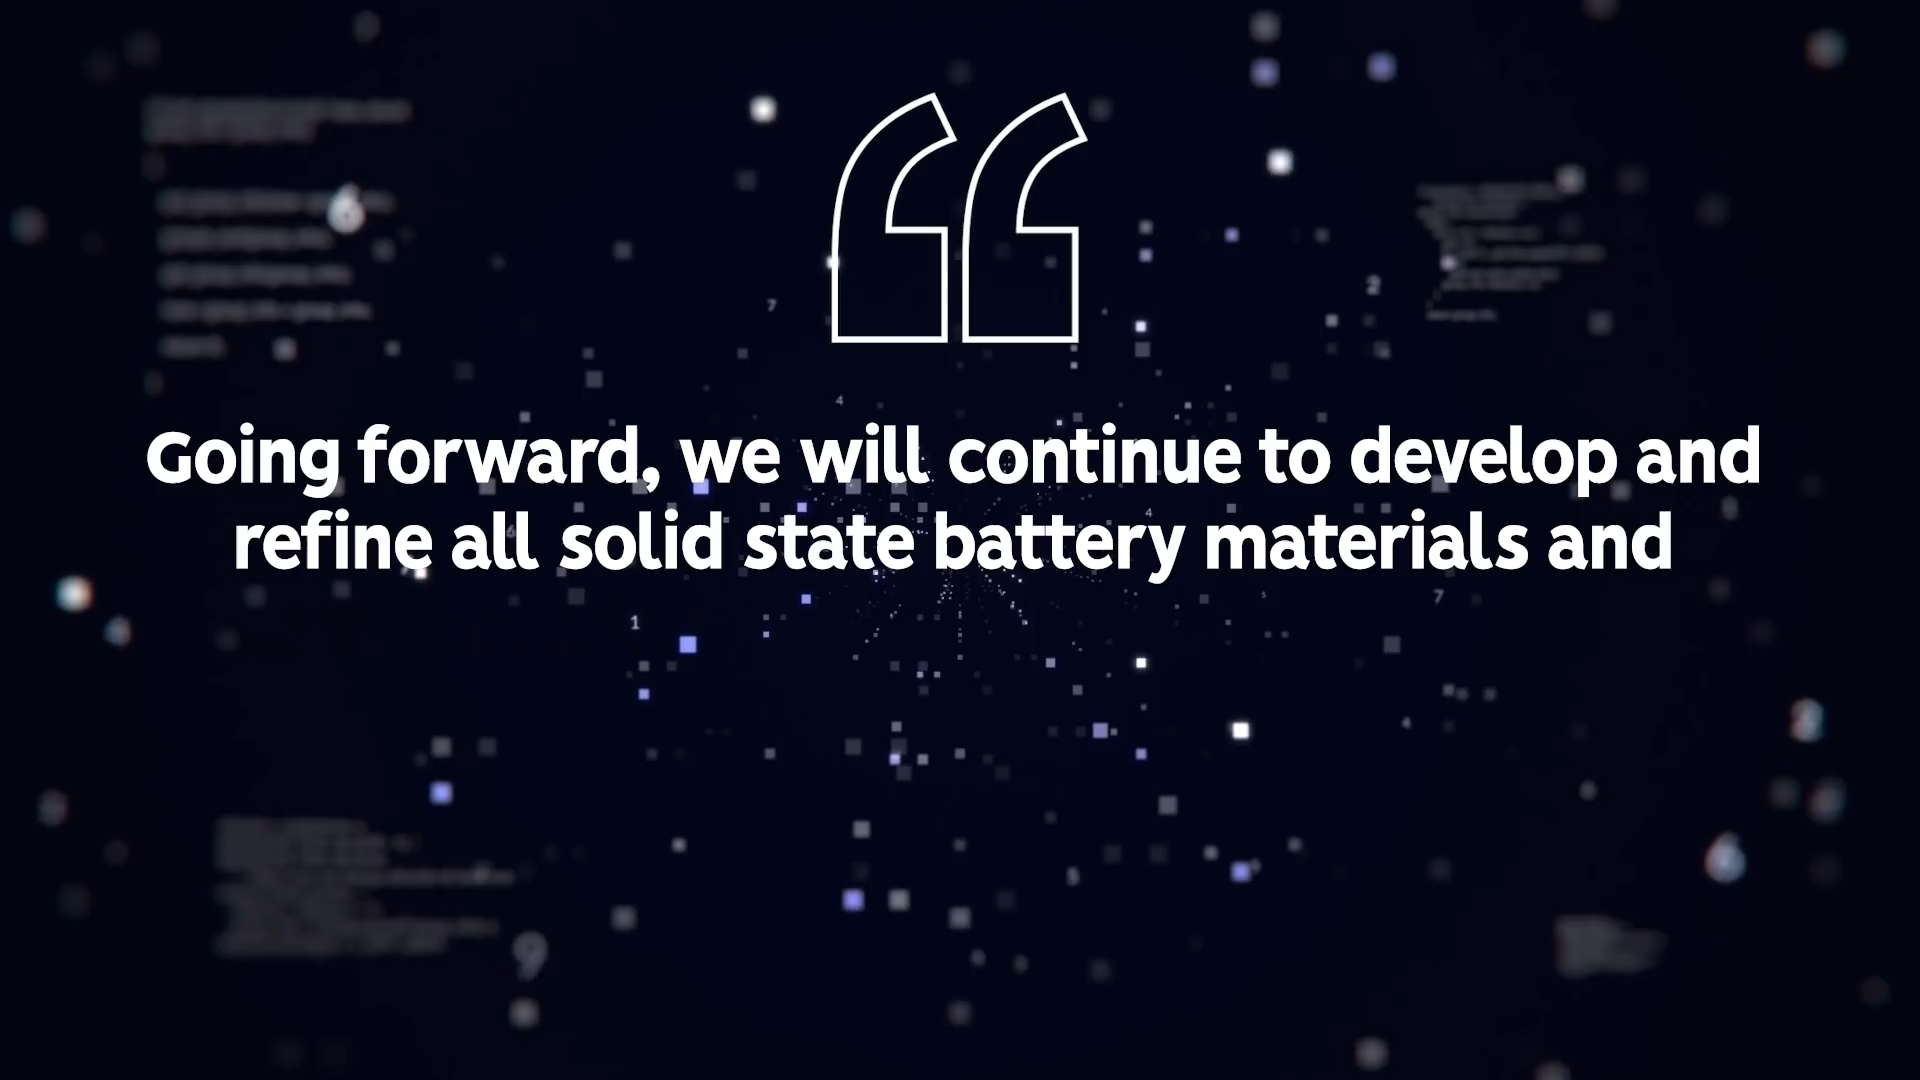 Going forward, we will continue to develop and
refine all solid state battery materials and